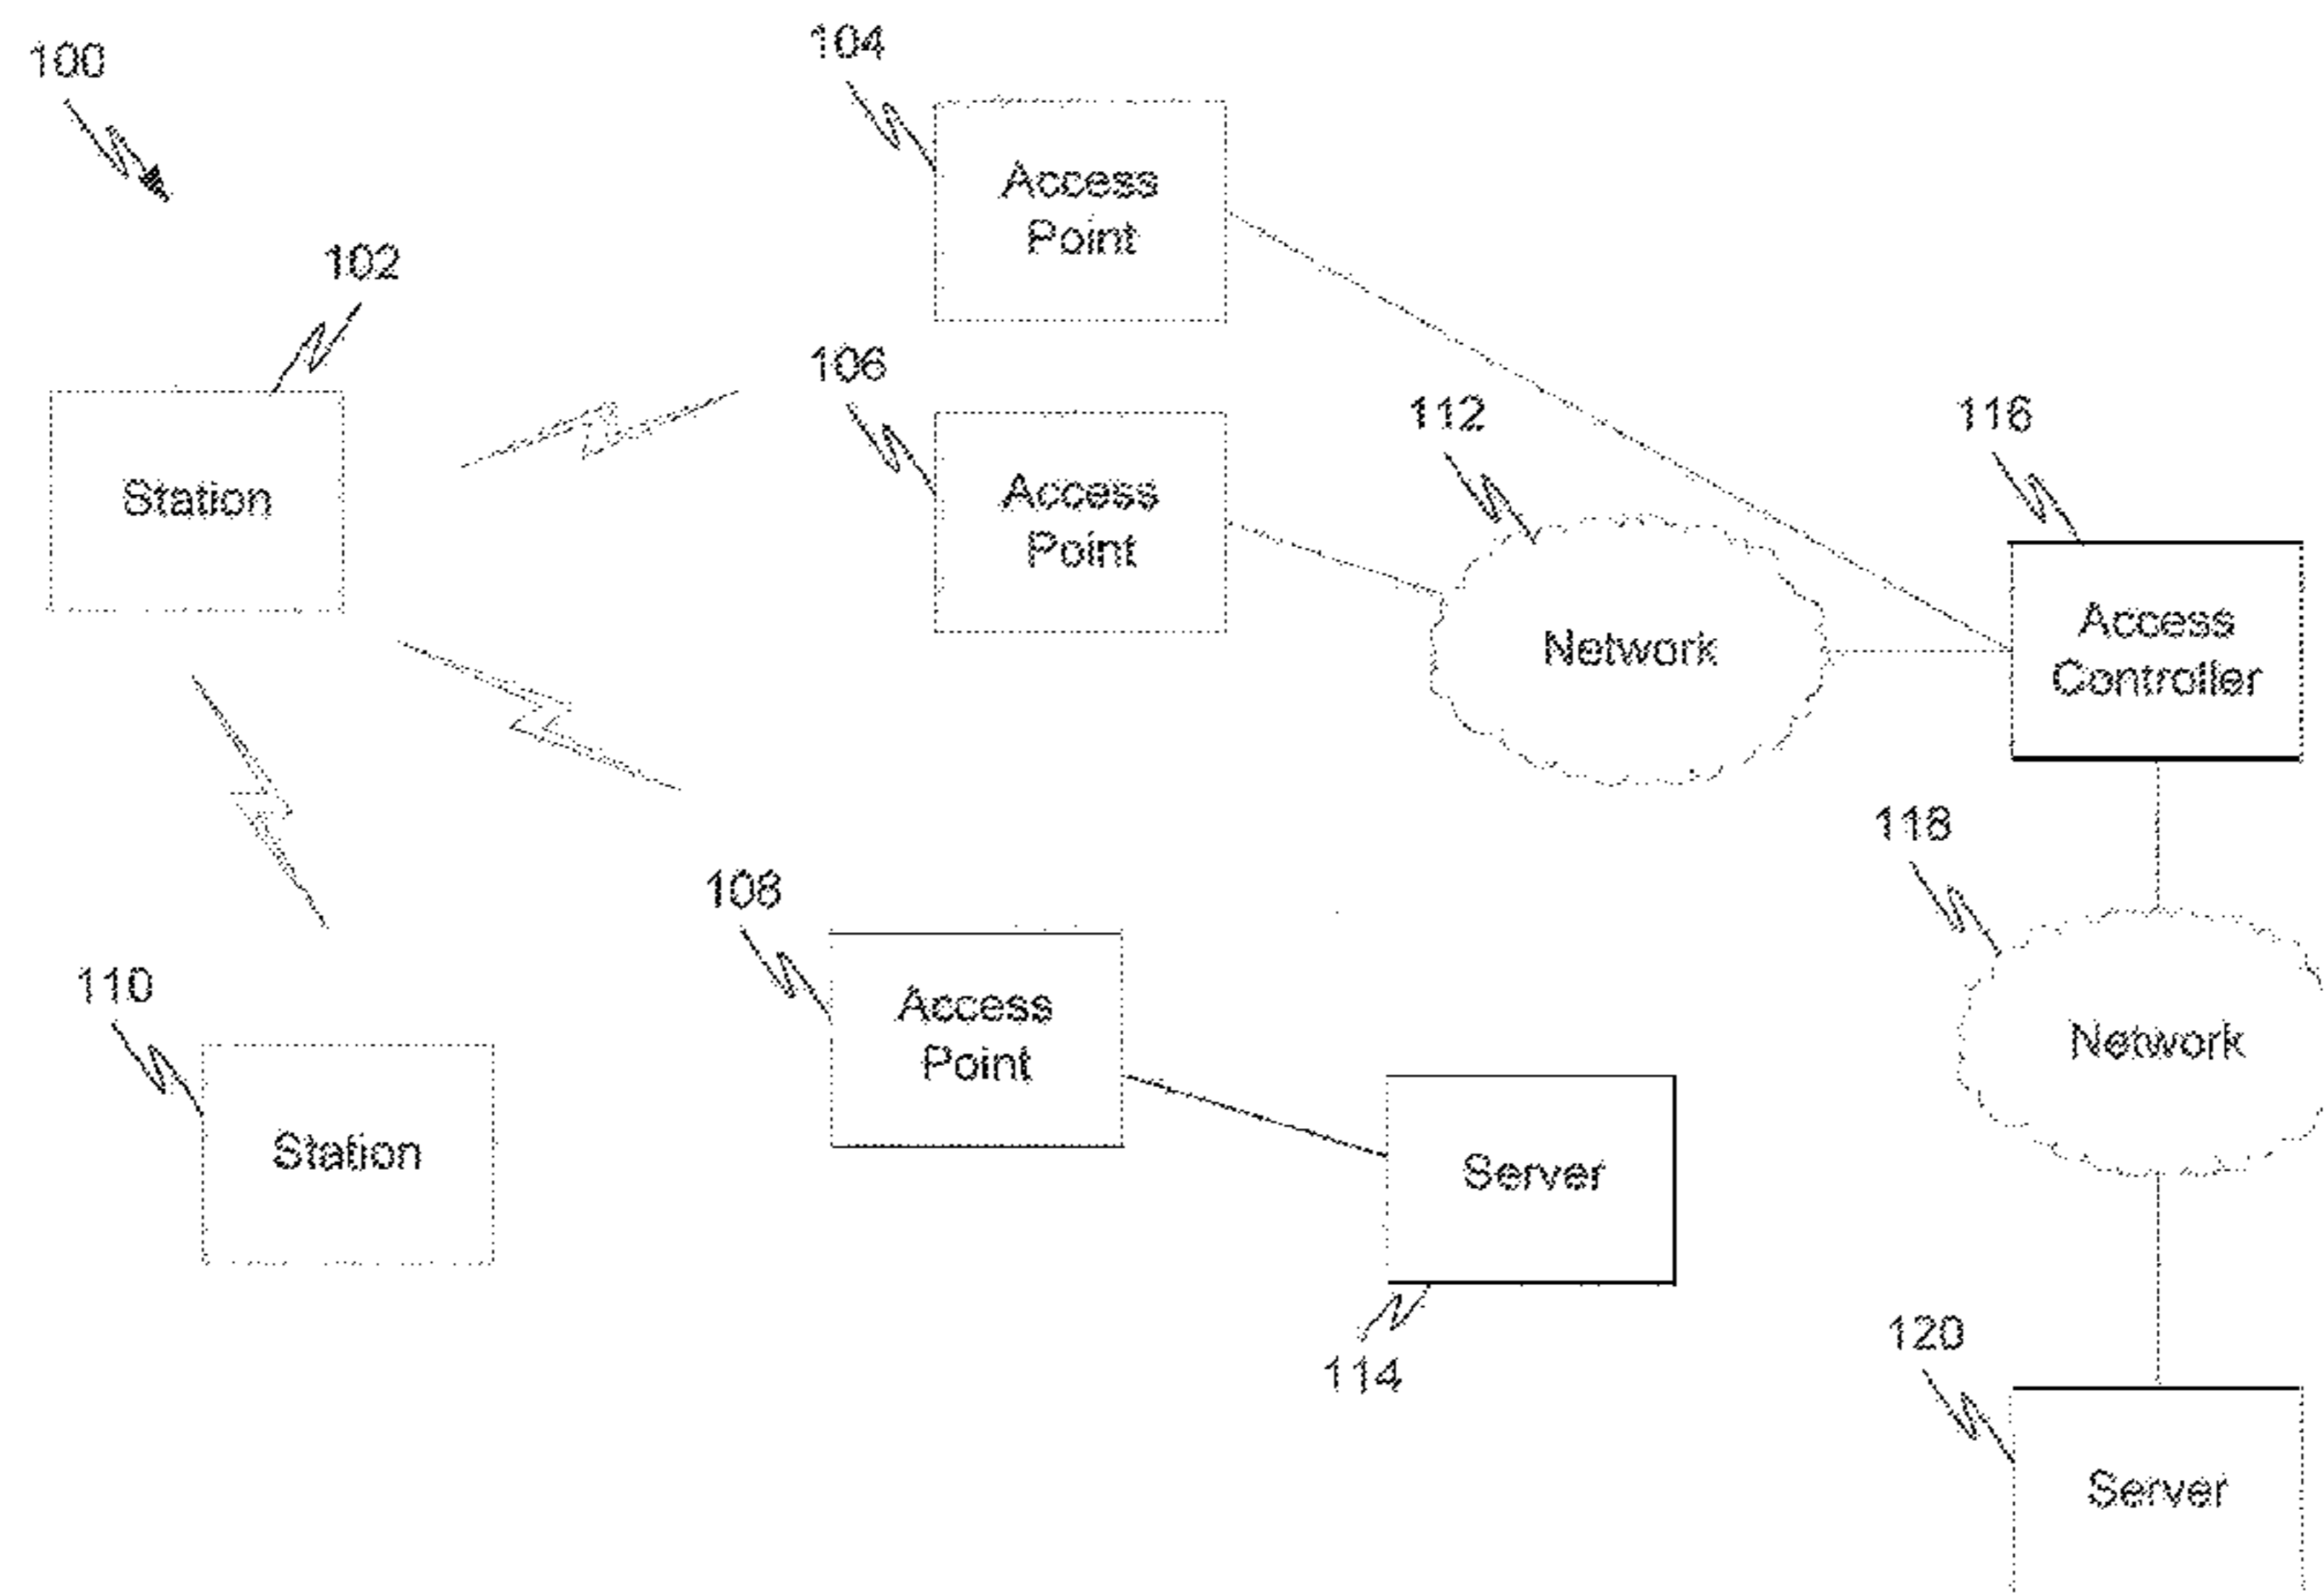 100
104
Access
Point
102
106
Access
Point
112
116
Station
Network
Access
Controller
118
108
Access
Point
110
Network
Station
Server
114
120
Server